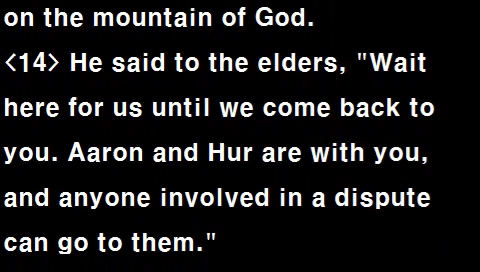 on the mountain of God.
<14> He said to the elders, "Wait
here for us until we come back to
you. Aaron and Hur are with you,
and anyone involved in a dispute
can go to them."